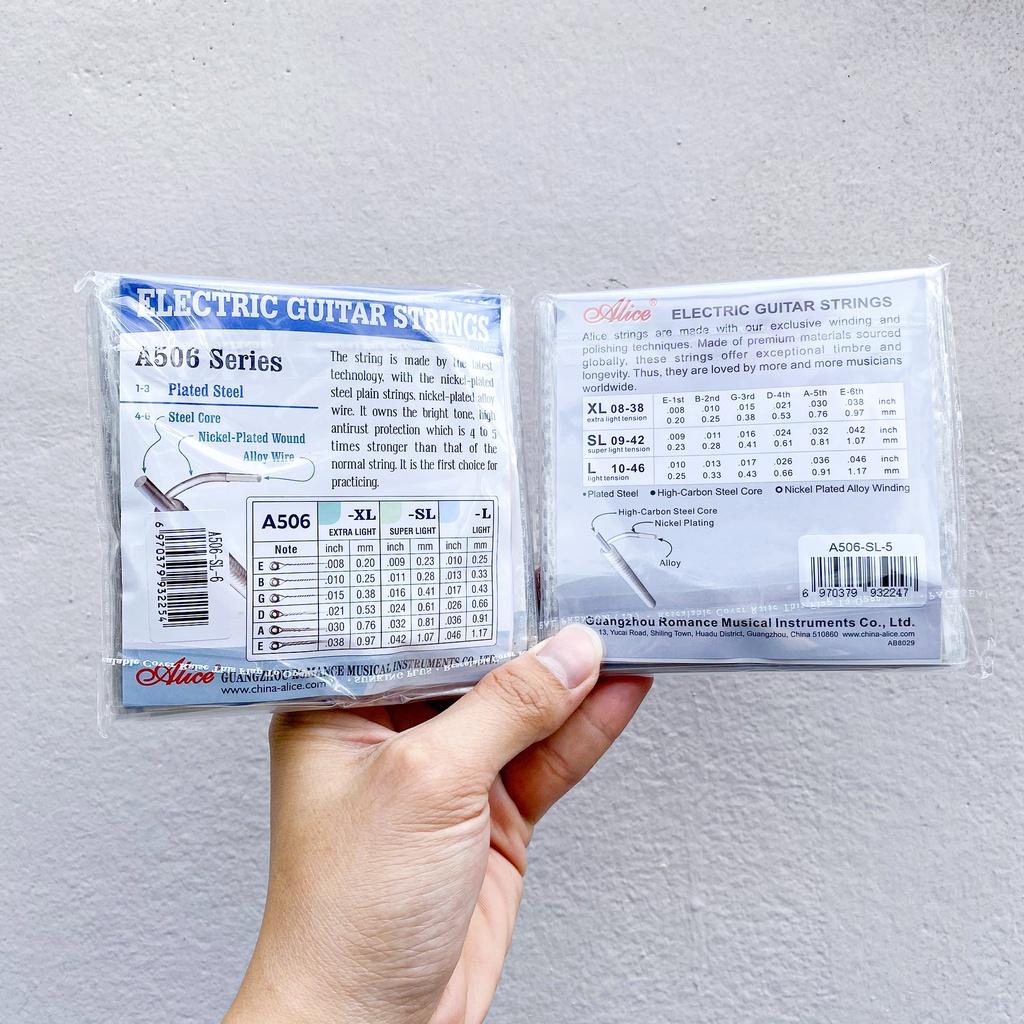 ELECTRIC GUITAR STRINGS
A506 Series
1-3 Plated Steel
4-6 Steel Core
Nickel-Plated Wound
Alloy Wire
The string is made by the latest
technology, with the nickel-plated
steel plain strings, nickel-plated alloy
wire. It owns the bright tone, high
antirust protection which is 4 to 5
times stronger than that of the
normal string. It is the first choice for
practicing.
A506 -XL -SL -L
EXTRA LIGHT SUPER LIGHT LIGHT
Note inch mm inch mm inch mm
E .008 0.20 .009 0.23 .010 0.25
B .010 0.25 .011 0.28 .013 0.33
G .015 0.38 .016 0.41 .017 0.43
D .021 0.53 .024 0.61 .026 0.66
A .030 0.76 .032 0.81 .036 0.91
E .038 0.97 .042 1.07 .046 1.17
A506-SL-6
6 970379 932254
Alice GUANGZHOU ROMANCE MUSICAL INSTRUMENTS CO., LTD.
www.china-alice.com
Alice® ELECTRIC GUITAR STRINGS
Alice strings are made with our exclusive winding and
polishing techniques. Made of premium materials sourced
globally, these strings offer exceptional timbre and
longevity. Thus, they are loved by more and more musicians
worldwide.
E-1st B-2nd G-3rd D-4th A-5th E-6th
XL 08-38 .008 .010 .015 .021 .030 .038 inch
extra light tension 0.20 0.25 0.38 0.53 0.76 0.97 mm
SL 09-42 .009 .011 .016 .024 .032 .042 inch
super light tension 0.23 0.28 0.41 0.61 0.81 1.07 mm
L 10-46 .010 .013 .017 .026 .036 .046 inch
light tension 0.25 0.33 0.43 0.66 0.91 1.17 mm
•Plated Steel ●High-Carbon Steel Core ○Nickel Plated Alloy Winding
High-Carbon Steel Core
Nickel Plating
Alloy
A506-SL-5
6 970379 932247
Guangzhou Romance Musical Instruments Co., Ltd.
13, Yucai Road, Shiling Town, Huadu District, Guangzhou, China 510860 www.china-alice.com
AB8029